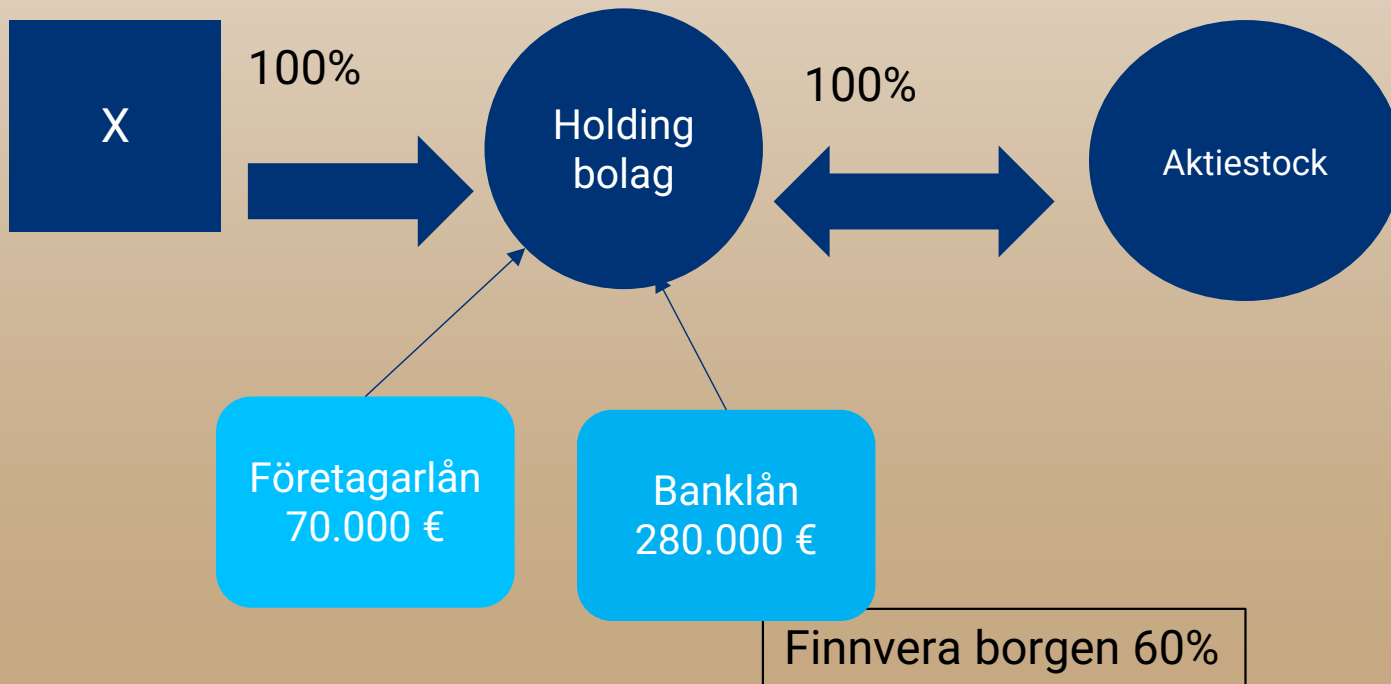 X
100%
Holding
bolag
100%
Aktiestock
Företagarlån
70.000 €
Banklån
280.000 €
Finnvera borgen 60%